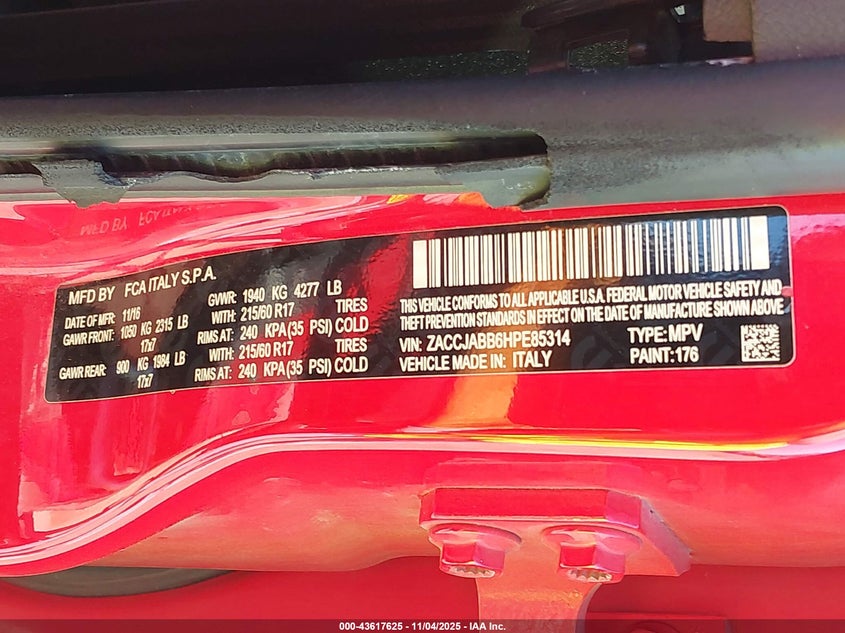 MFD BY FCA ITALY S.P.A.
DATE OF MFR: 11/16 GVWR: 1940 KG 4277 LB
GAWR FRONT: 1050 KG 2315 LB WITH: 215/60 R17 TIRES
17x7 RIMS AT: 240 KPA(35 PSI) COLD
GAWR REAR: 900 KG 1984 LB WITH: 215/60 R17 TIRES
17x7 RIMS AT: 240 KPA(35 PSI) COLD
THIS VEHICLE CONFORMS TO ALL APPLICABLE U.S.A. FEDERAL MOTOR VEHICLE SAFETY AND
THEFT PREVENTION STANDARDS IN EFFECT ON THE DATE OF MANUFACTURE SHOWN ABOVE
VIN: ZACCJABB6HPE85314 TYPE: MPV
VEHICLE MADE IN: ITALY PAINT: 176
000-43617625 - 11/04/2025 - IAA Inc.